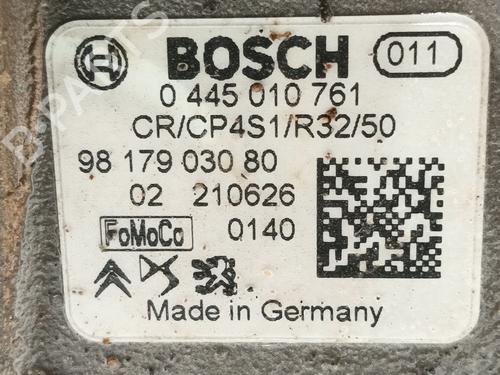 BOSCH 011
0 445 010 761
CR/CP4S1/R32/50
98 179 030 80
02 210626
FoMoCo 0140
Made in Germany
B-PARTS